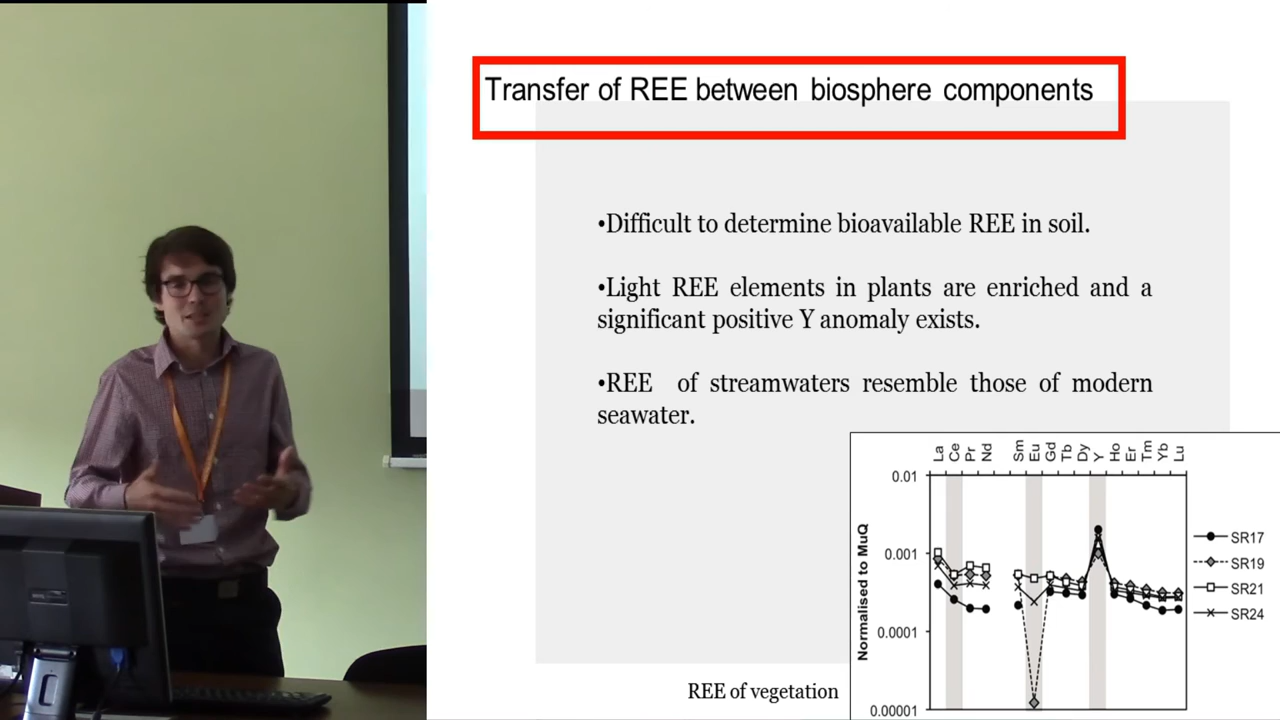 Transfer of REE between biosphere components
•Difficult to determine bioavailable REE in soil.
•Light REE elements in plants are enriched and a
significant positive Y anomaly exists.
•REE of streamwaters resemble those of modern
seawater.
La Ce Pr Nd Sm Eu Gd Tb Dy Y Ho Er Tm Yb Lu
0.01
0.001
0.0001
0.00001
Normalised to MuQ
SR17
SR19
SR21
SR24
REE of vegetation